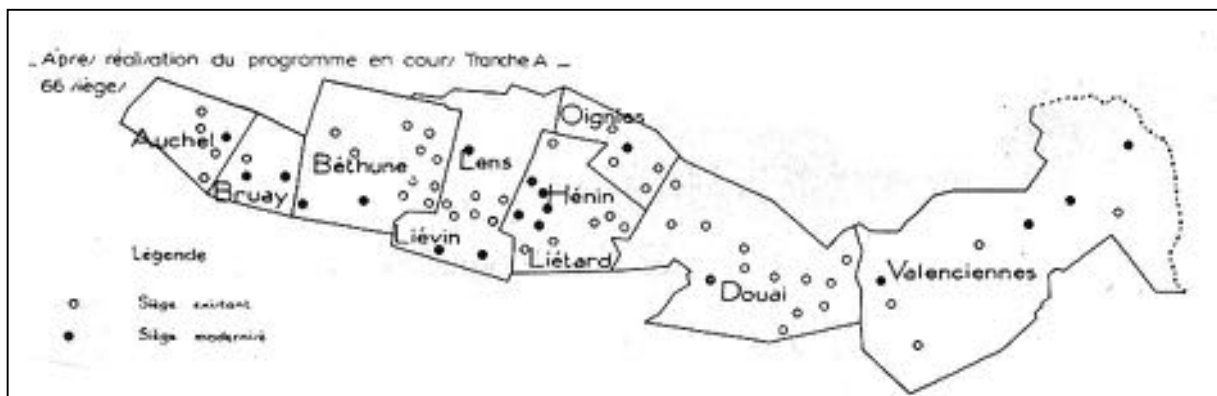 _ Après réalisation du programme en cours Tranche A _
66 sièges
Auchel
Bruay
Béthune
Lens
Liévin
Oignies
Hénin
Liétard
Douai
Valenciennes
Légende
Siège existant
Siège modernisé